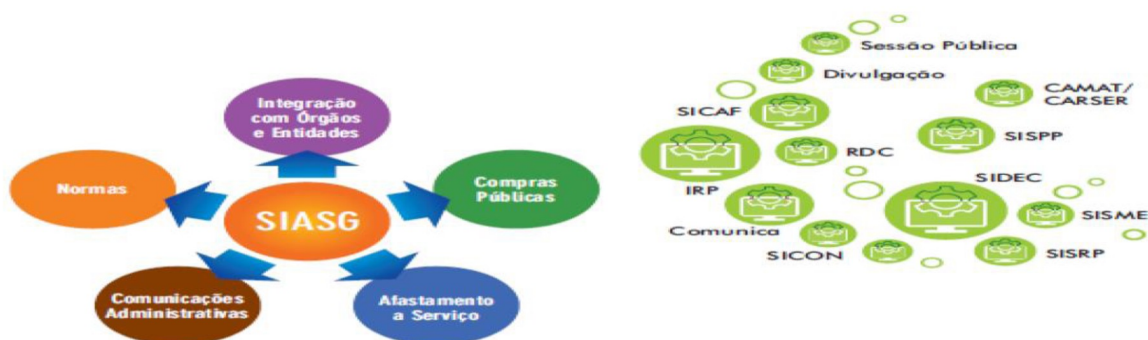 Integração
com Órgãos
e Entidades
Normas
SIASG
Compras
Públicas
Comunicações
Administrativas
Afastamento
a Serviço
Sessão Pública
Divulgação
CAMAT/
CARSER
SICAF
SISPP
RDC
IRP
SIDEC
Comunica
SISME
SICON
SISRP